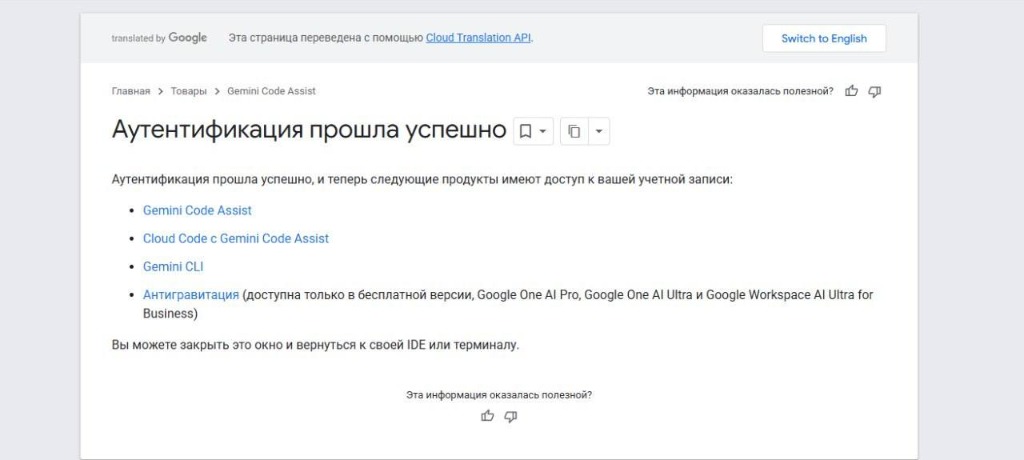 translated by Google Эта страница переведена с помощью Cloud Translation API.
Switch to English
Главная > Товары > Gemini Code Assist
Эта информация оказалась полезной?
Аутентификация прошла успешно
Аутентификация прошла успешно, и теперь следующие продукты имеют доступ к вашей учетной записи:
• Gemini Code Assist
• Cloud Code с Gemini Code Assist
• Gemini CLI
• Антигравитация (доступна только в бесплатной версии, Google One AI Pro, Google One AI Ultra и Google Workspace AI Ultra for
Business)
Вы можете закрыть это окно и вернуться к своей IDE или терминалу.
Эта информация оказалась полезной?